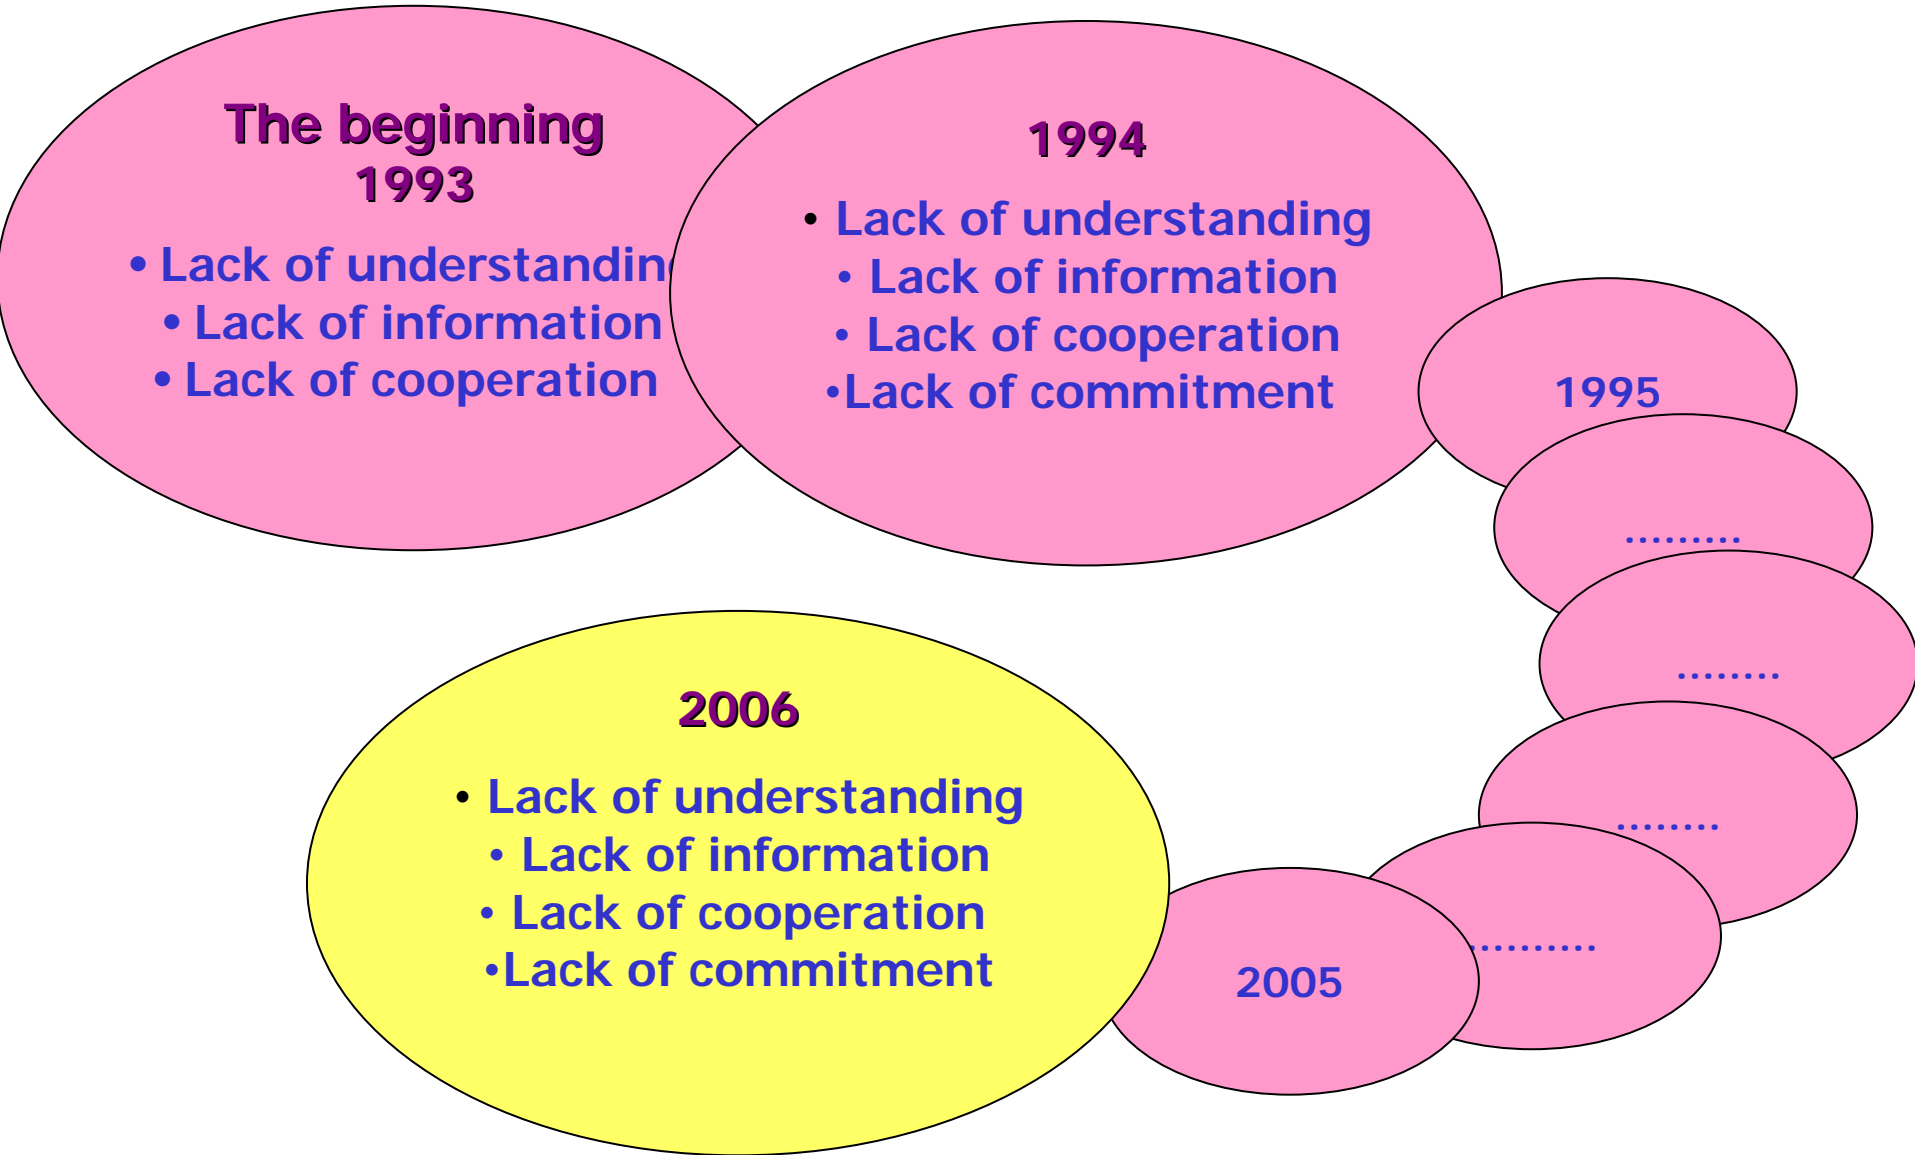 The beginning
1993
• Lack of understandin
• Lack of information
• Lack of cooperation
1994
• Lack of understanding
• Lack of information
• Lack of cooperation
•Lack of commitment
1995
.........
........
........
..........
2005
2006
• Lack of understanding
• Lack of information
• Lack of cooperation
•Lack of commitment